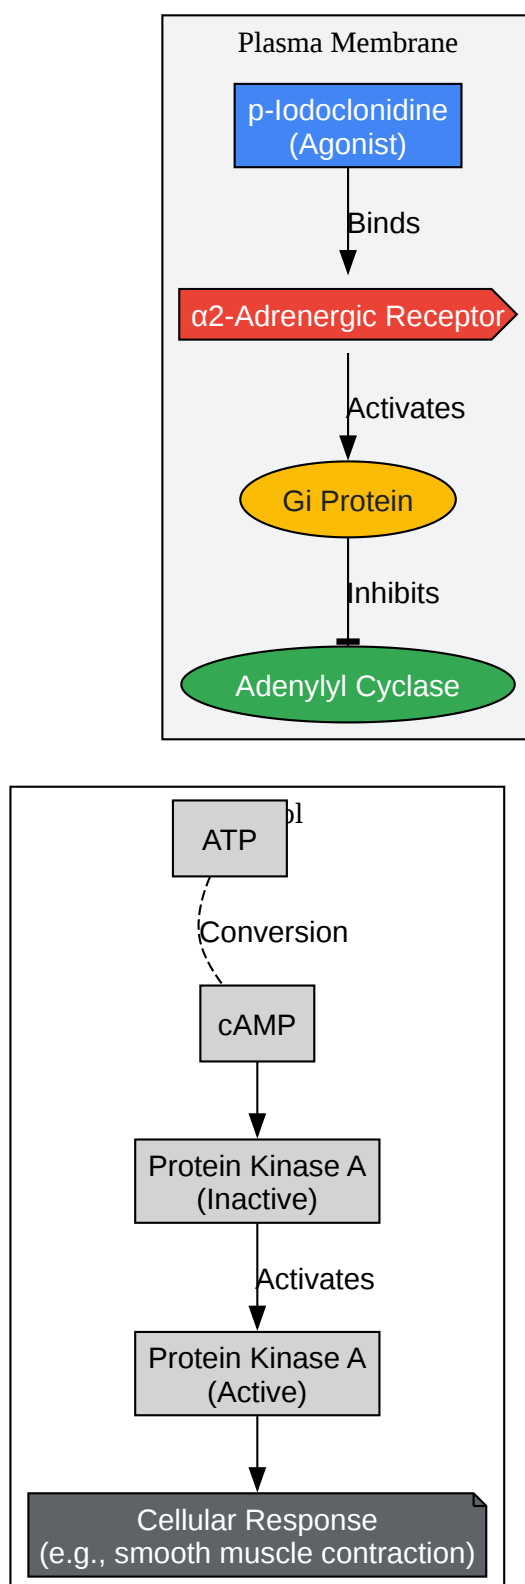 Plasma Membrane
p-Iodoclonidine
(Agonist)
Binds
α2-Adrenergic Receptor
Activates
Gi Protein
Inhibits
Adenylyl Cyclase
ATP
Conversion
cAMP
Protein Kinase A
(Inactive)
Activates
Protein Kinase A
(Active)
Cellular Response
(e.g., smooth muscle contraction)